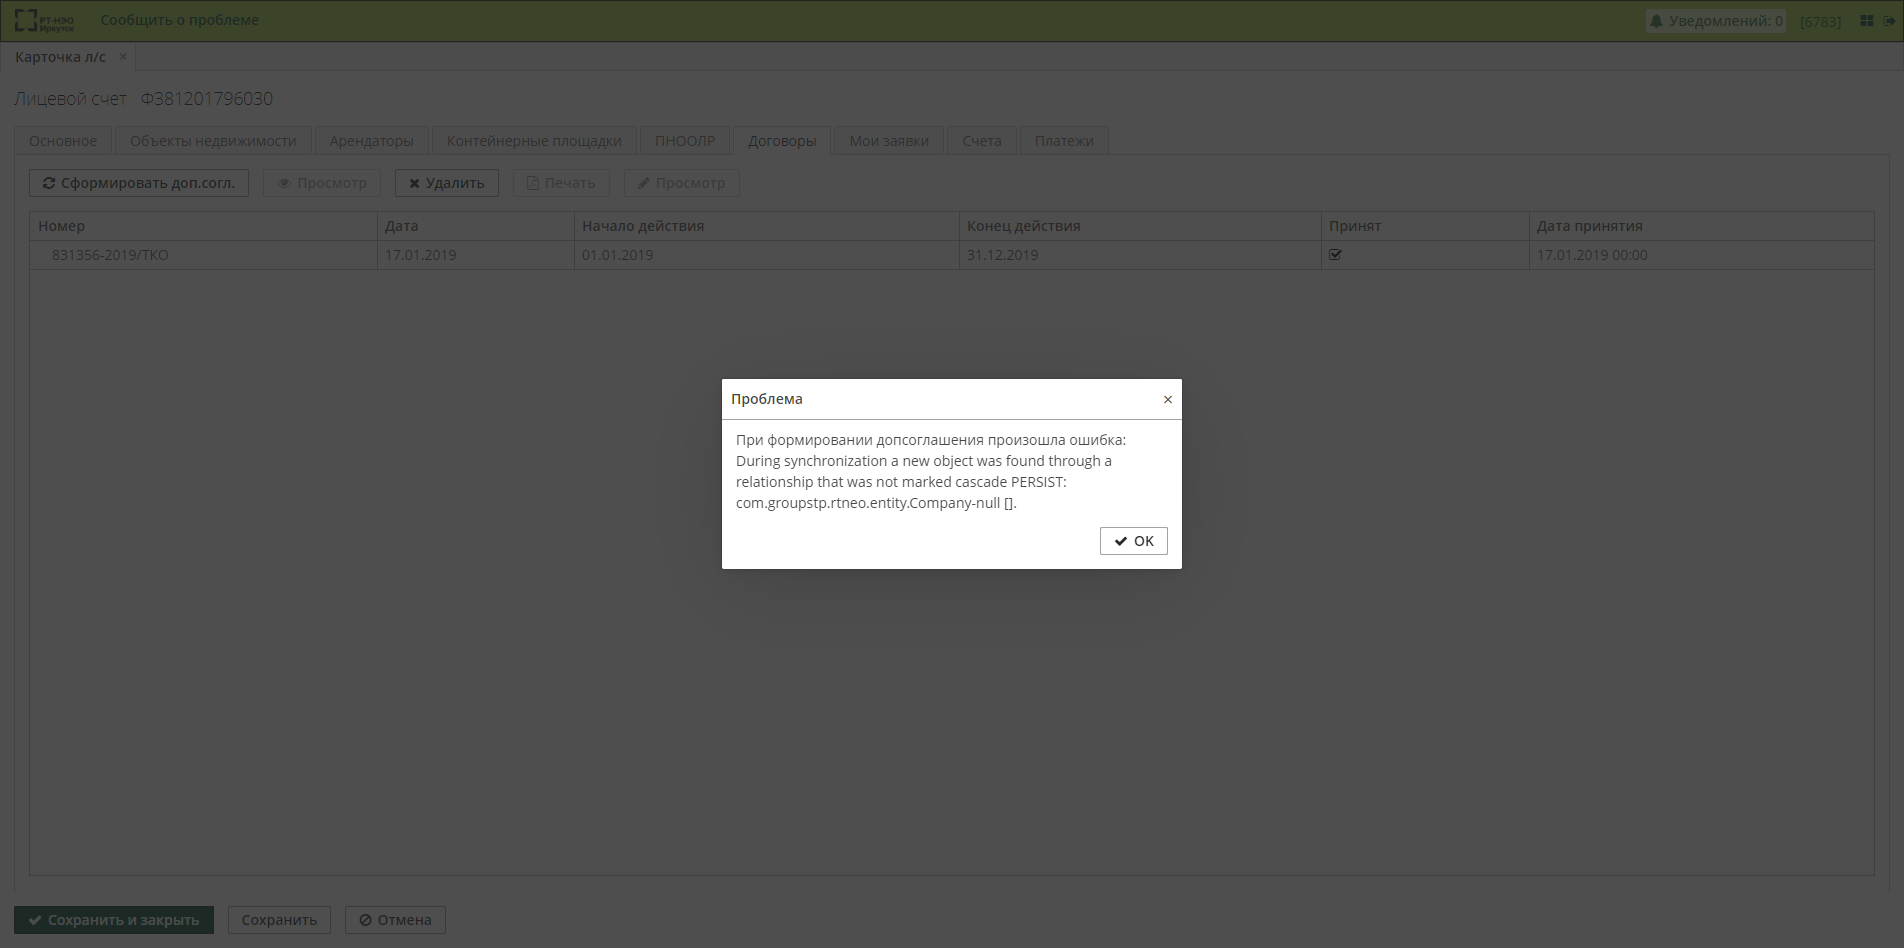 РТ-НЭО
Иркутск
Сообщить о проблеме
Уведомлений: 0
[6783]
Карточка л/с
Лицевой счет Ф381201796030
Основное
Объекты недвижимости
Арендаторы
Контейнерные площадки
ПНООЛР
Договоры
Мои заявки
Счета
Платежи
Сформировать доп.согл.
Просмотр
Удалить
Печать
Просмотр
Номер Дата Начало действия Конец действия Принят Дата принятия
831356-2019/ТКО 17.01.2019 01.01.2019 31.12.2019 17.01.2019 00:00
Проблема
При формировании допсоглашения произошла ошибка:
During synchronization a new object was found through a
relationship that was not marked cascade PERSIST:
com.groupstp.rtneo.entity.Company-null [].
OK
Сохранить и закрыть
Сохранить
Отмена